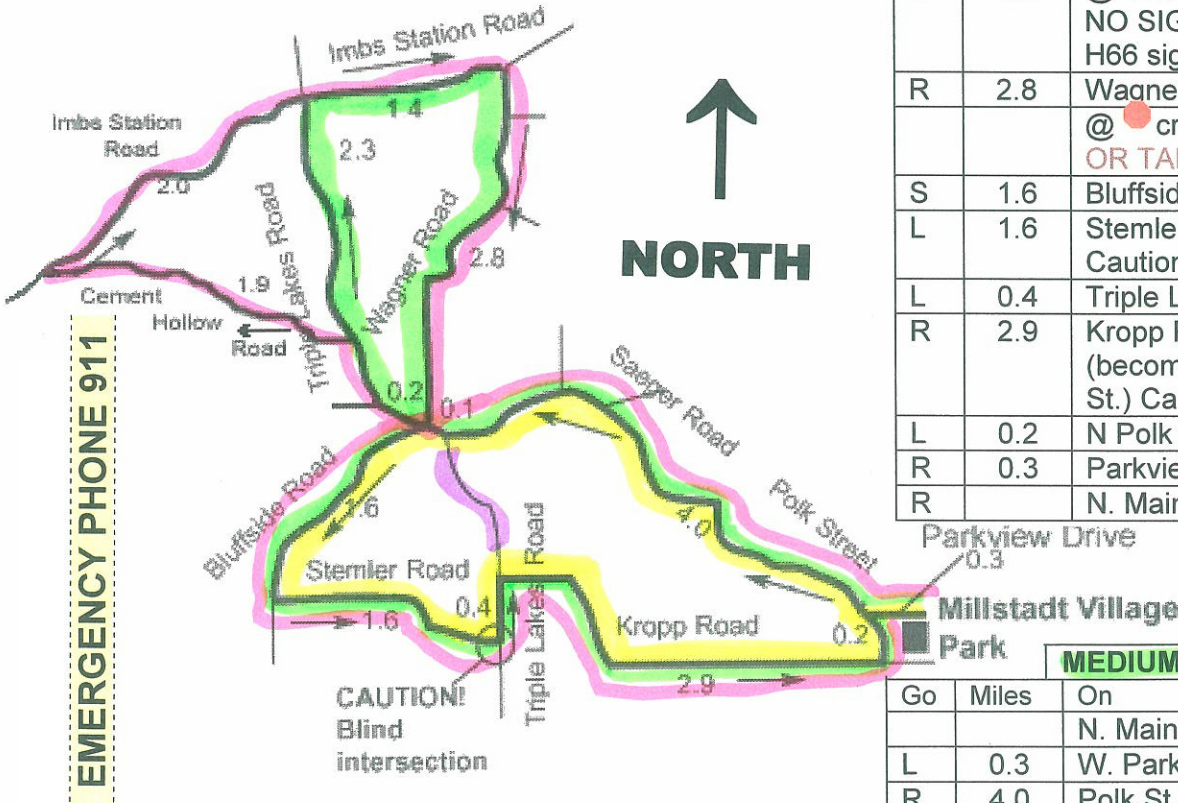 Imbs Station Road
Imbs Station
Road
1.4
2.0
2.3
Triple Lakes Road
Wagner Road
2.8
1.9
Cement
Hollow
Road
NORTH
EMERGENCY PHONE 911
0.2
0.1
Saeger Road
Bluffside Road
1.6
4.0
Polk Street
Stemler Road
1.6
0.4
Triple Lakes Road
Kropp Road
2.9
0.2
CAUTION!
Blind
intersection
Parkview Drive
0.3
Millstadt Village
Park
@
NO SIG
H66 sig
R 2.8 Wagne
@ cr
OR TA
S 1.6 Bluffsid
L 1.6 Stemle
Caution
L 0.4 Triple L
R 2.9 Kropp
(becom
St.) Ca
L 0.2 N Polk
R 0.3 Parkvie
R N. Main
MEDIUM
Go Miles On
N. Main
L 0.3 W. Park
R 4.0 Polk St